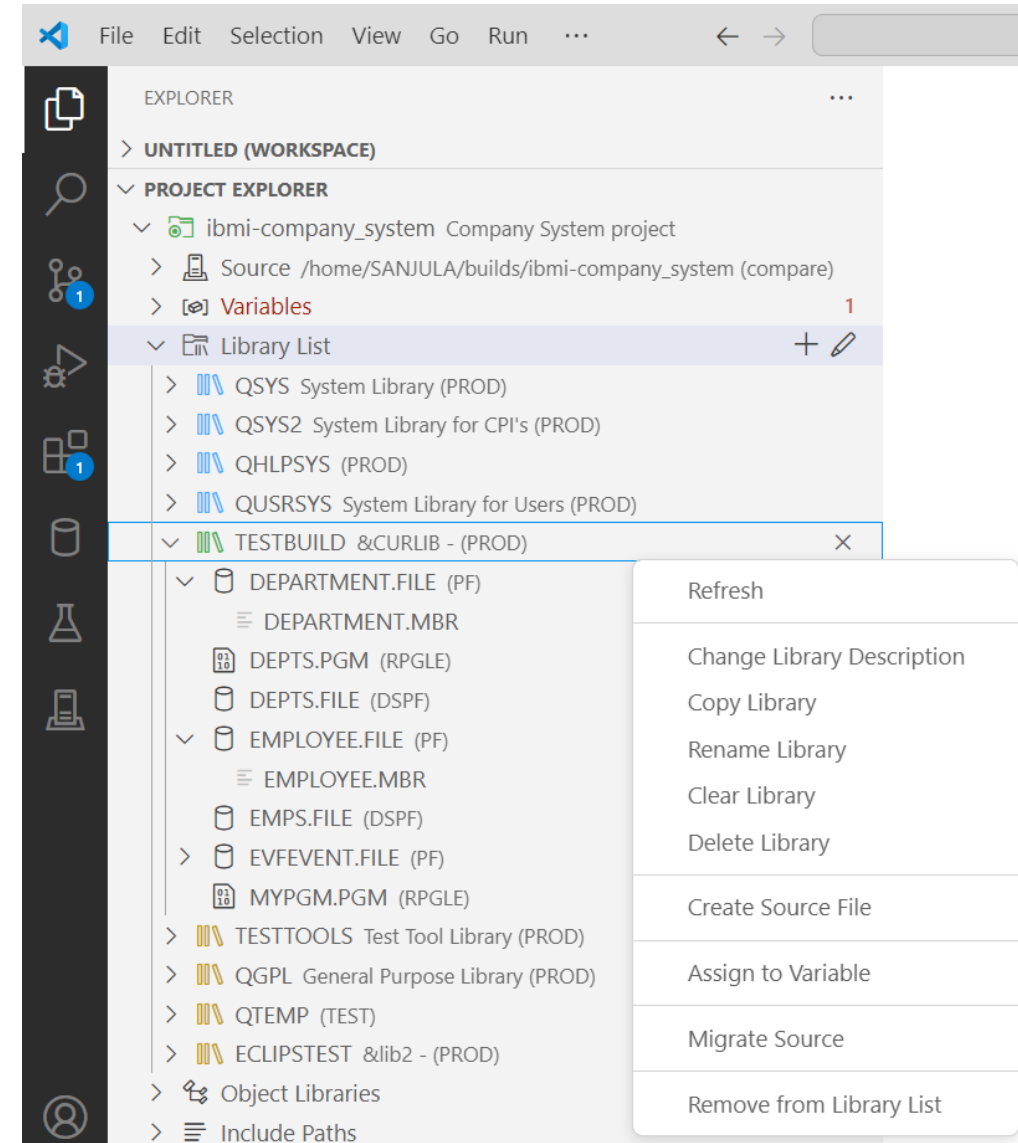 File Edit Selection View Go Run ···
EXPLORER ···
UNTITLED (WORKSPACE)
PROJECT EXPLORER
ibmi-company_system Company System project
Source /home/SANJULA/builds/ibmi-company_system (compare)
1
Variables 1
Library List
QSYS System Library (PROD)
QSYS2 System Library for CPI's (PROD)
1
QHLPSYS (PROD)
QUSRSYS System Library for Users (PROD)
TESTBUILD &CURLIB - (PROD)
DEPARTMENT.FILE (PF)
DEPARTMENT.MBR
DEPTS.PGM (RPGLE)
DEPTS.FILE (DSPF)
EMPLOYEE.FILE (PF)
EMPLOYEE.MBR
EMPS.FILE (DSPF)
EVFEVENT.FILE (PF)
MYPGM.PGM (RPGLE)
TESTTOOLS Test Tool Library (PROD)
QGPL General Purpose Library (PROD)
QTEMP (TEST)
ECLIPSTEST &lib2 - (PROD)
Object Libraries
Include Paths
Refresh
Change Library Description
Copy Library
Rename Library
Clear Library
Delete Library
Create Source File
Assign to Variable
Migrate Source
Remove from Library List